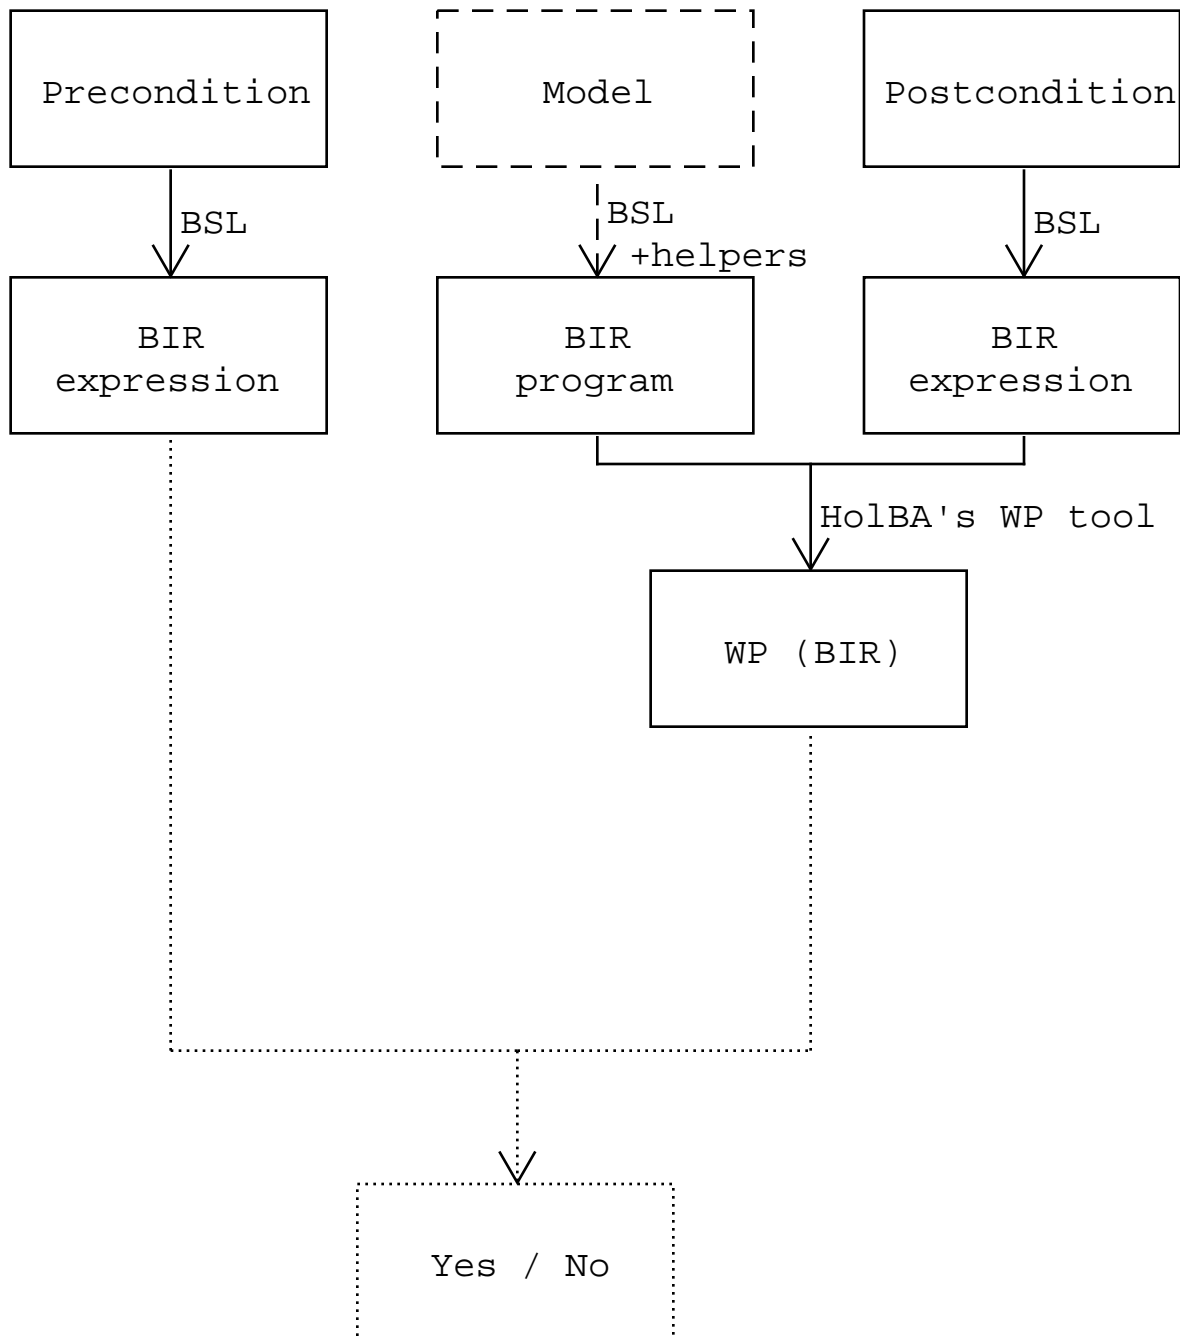 Precondition
Model
Postcondition
BSL
BSL
+helpers
BSL
BIR
expression
BIR
program
BIR
expression
HolBA's WP tool
WP (BIR)
Yes / No